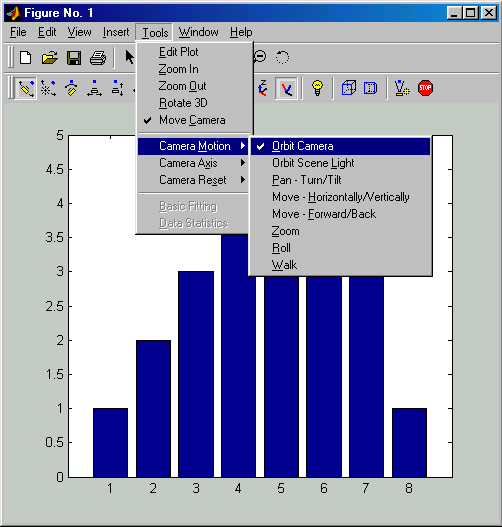 Figure No. 1
File Edit View Insert Tools Window Help
Edit Plot
Zoom In
Zoom Out
Rotate 3D
Move Camera
Camera Motion
Camera Axis
Camera Reset
Basic Fitting
Data Statistics
Orbit Camera
Orbit Scene Light
Pan - Turn/Tilt
Move - Horizontally/Vertically
Move - Forward/Back
Zoom
Roll
Walk
Z
Y
STOP
5
4.5
4
3.5
3
2.5
2
1.5
1
0.5
0
1 2 3 4 5 6 7 8